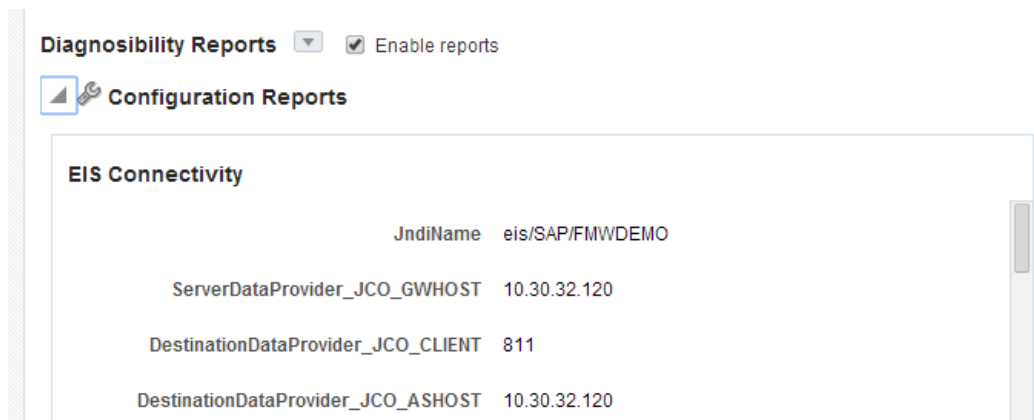 Diagnosibility Reports Enable reports
Configuration Reports
EIS Connectivity
JndiName eis/SAP/FMWDEMO
ServerDataProvider_JCO_GWHOST 10.30.32.120
DestinationDataProvider_JCO_CLIENT 811
DestinationDataProvider_JCO_ASHOST 10.30.32.120